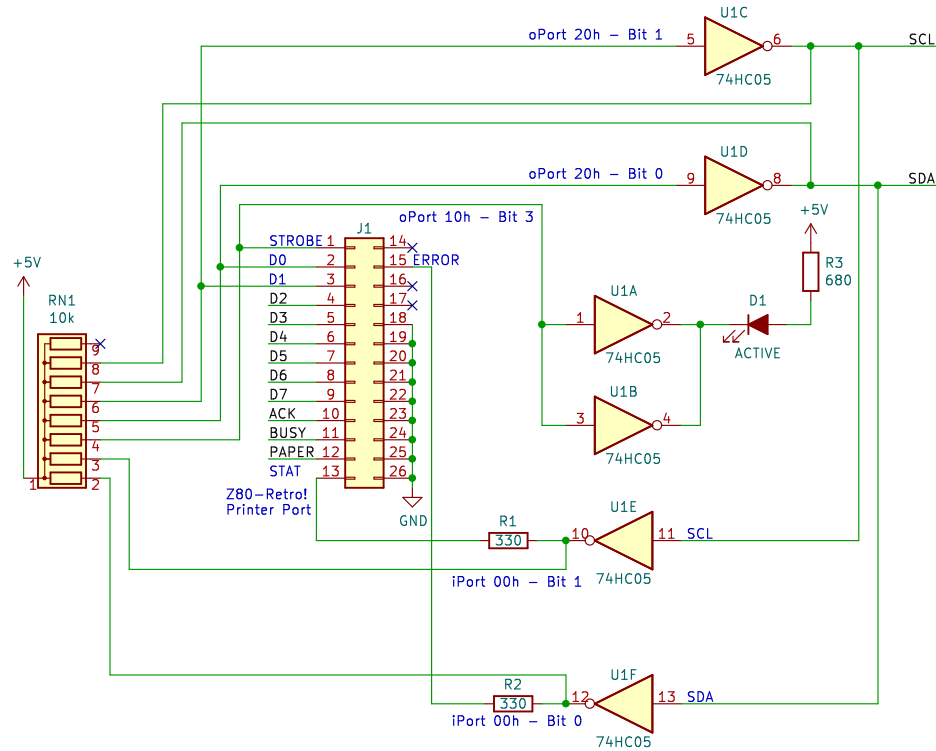 U1C
oPort 20h – Bit 1
5
6
SCL
74HC05
U1D
oPort 20h – Bit 0
9
8
SDA
74HC05
+5V
oPort 10h – Bit 3
J1
STROBE 1
14
D0 2
15 ERROR
D1 3
16
D2 4
17
D3 5
18
D4 6
19
D5 7
20
D6 8
21
D7 9
22
ACK 10
23
BUSY 11
24
PAPER 12
25
STAT 13
26
Z80–Retro!
Printer Port
GND
+5V
RN1
10k
9
8
7
6
5
4
3
1
2
R3
680
U1A
1
2
74HC05
D1
ACTIVE
U1B
3
4
74HC05
U1E
R1
330
10
11
SCL
74HC05
iPort 00h – Bit 1
U1F
R2
330
12
13
SDA
iPort 00h – Bit 0
74HC05